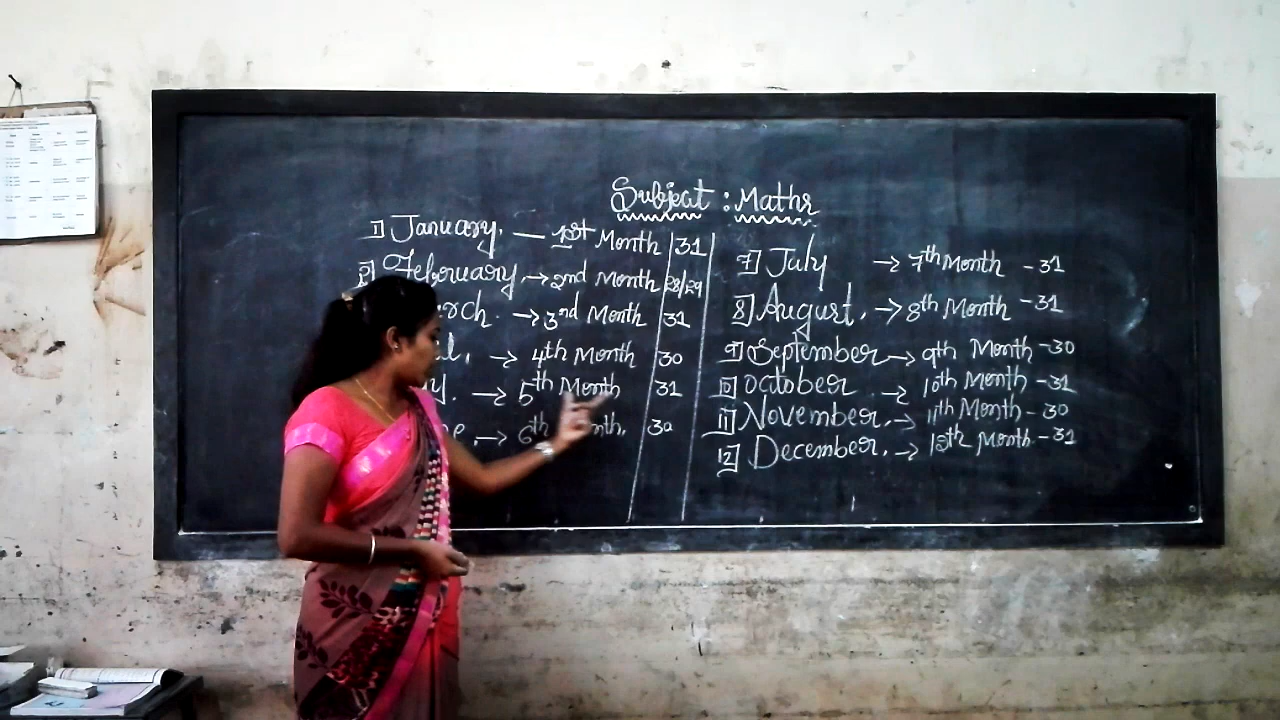 Subject : Maths
1] January. — 1st Month 31
2] February → 2nd Month 28/29
rch. → 3nd Month 31
l, → 4th Month 30
y. → 5th Month 31
e, → 6th Month, 30
7] July → 7th Month - 31
8] August, → 8th Month - 31
9] September → 9th Month - 30
10] october → 10th Month - 31
11] November, → 11th Month - 30
12] December, → 12th Month - 31